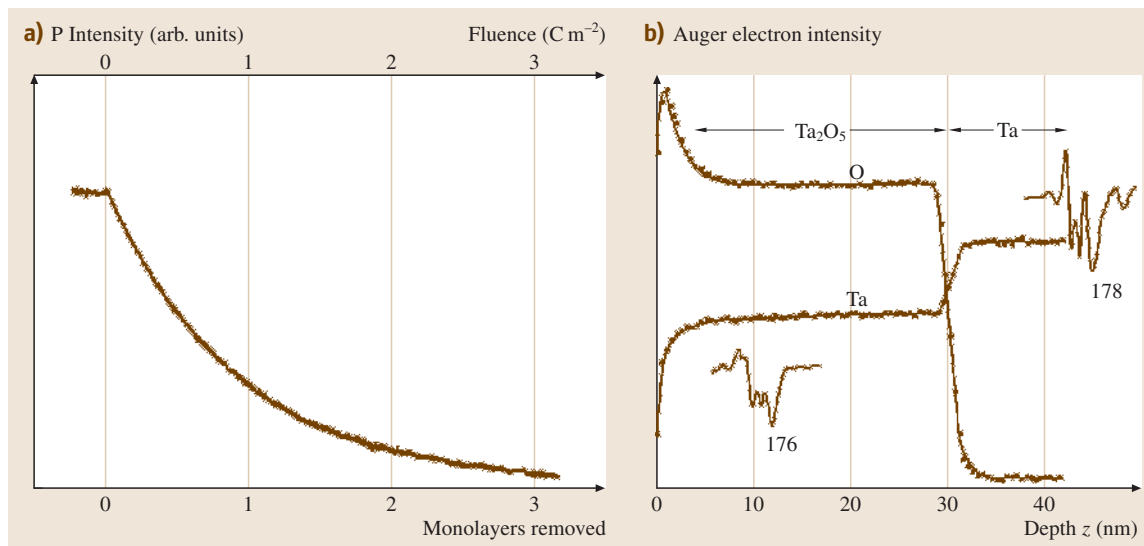 a) P Intensity (arb. units) Fluence (C m⁻²)
0 1 2 3
0 1 2 3
Monolayers removed
b) Auger electron intensity
Ta₂O₅ Ta
O
178
Ta
176
0 10 20 30 40
Depth z (nm)